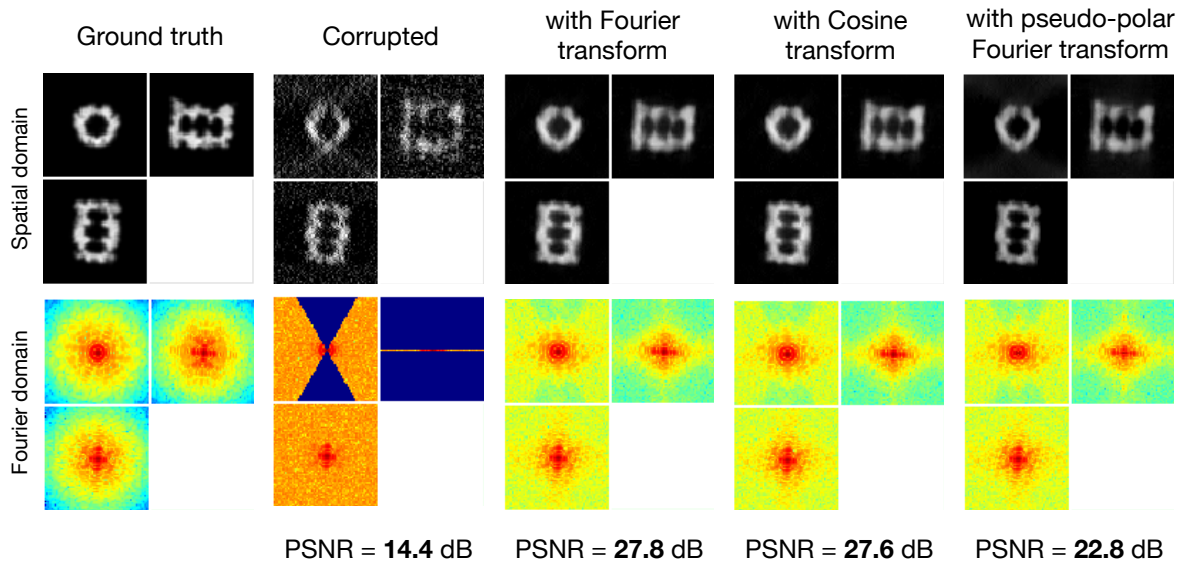 Ground truth
Corrupted
with Fourier
transform
with Cosine
transform
with pseudo-polar
Fourier transform
Spatial domain
Fourier domain
PSNR = 14.4 dB
PSNR = 27.8 dB
PSNR = 27.6 dB
PSNR = 22.8 dB